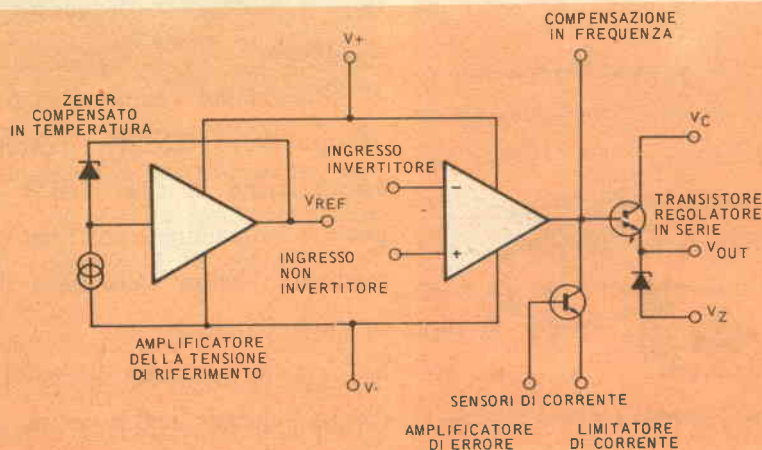 COMPENSAZIONE
IN FREQUENZA
V+
ZENER
COMPENSATO
IN TEMPERATURA
VC
INGRESSO
INVERTITORE
−
TRANSISTORE
REGOLATORE
IN SERIE
VREF
INGRESSO
NON
INVERTITORE
+
VOUT
VZ
AMPLIFICATORE
DELLA TENSIONE
DI RIFERIMENTO
V-
SENSORI DI CORRENTE
AMPLIFICATORE
DI ERRORE
LIMITATORE
DI CORRENTE